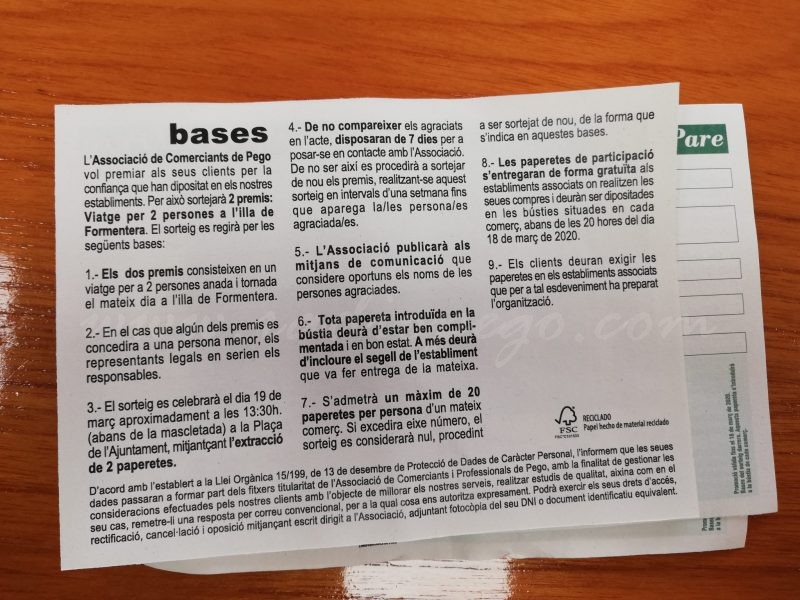 bases
L'Associació de Comerciants de Pego
vol premiar als seus clients per la
confiança que han dipositat en els nostres
establiments. Per això sortejarà 2 premis:
Viatge per 2 persones a l'illa de
Formentera. El sorteig es regirà per les
següents bases:
1.- Els dos premis consisteixen en un
viatge per a 2 persones anada i tornada
el mateix dia a l'illa de Formentera.
2.- En el cas que algún dels premis es
concedira a una persona menor, els
representants legals en serien els
responsables.
3.- El sorteig es celebrarà el dia 19 de
març aproximadament a les 13:30h.
(abans de la mascletada) a la Plaça
de l'Ajuntament, mitjantçant l'extracció
de 2 paperetes.
4.- De no compareixer els agraciats
en l'acte, disposaran de 7 dies per a
posar-se en contacte amb l'Associació.
De no ser així es procedirà a sortejar
de nou els premis, realitzant-se aquest
sorteig en intervals d'una setmana fins
que aparega la/les persona/es
agraciada/es.
5.- L'Associació publicarà als
mitjans de comunicació que
considere oportuns els noms de les
persones agraciades.
6.- Tota papereta introduïda en la
bústia deurà d'estar ben compli-
mentada i en bon estat. A més deurà
d'incloure el segell de l'establiment
que va fer entrega de la mateixa.
7.- S'admetrà un màxim de 20
paperetes per persona d'un mateix
comerç. Si excedira eixe número, el
sorteig es considerarà nul, procedint
a ser sortejat de nou, de la forma que
s'indica en aquestes bases.
8.- Les paperetes de participació
s'entregaran de forma gratuïta als
establiments associats on realitzen les
seues compres i deuràn ser dipositades
en les bústies situades en cada
comerç, abans de les 20 hores del dia
18 de març de 2020.
9.- Els clients deuran exigir les
paperetes en els establiments associats
que per a tal esdeveniment ha preparat
l'organització.
FSC
RECICLADO
Papel hecho de material reciclado
D'acord amb l'establert a la Llei Orgànica 15/199, de 13 de desembre de Protecció de Dades de Caràcter Personal, l'informem que les seues
dades passaran a formar part dels fitxers titularitat de l'Associació de Comerciants i Professionals de Pego, amb la finalitat de gestionar les
consideracions efectuades pels nostres clients amb l'objecte de millorar els nostres serveis, realitzar estudis de qualitat, aixina com en el
seu cas, remetre-li una resposta per correu convencional, per a la qual cosa ens autoritza expresament. Podrà exercir els seus drets d'accés,
rectificació, cancel·lació i oposició mitjançant escrit dirigit a l'Associació, adjuntant fotocòpia del seu DNI o document identificatiu equivalent.
Pare